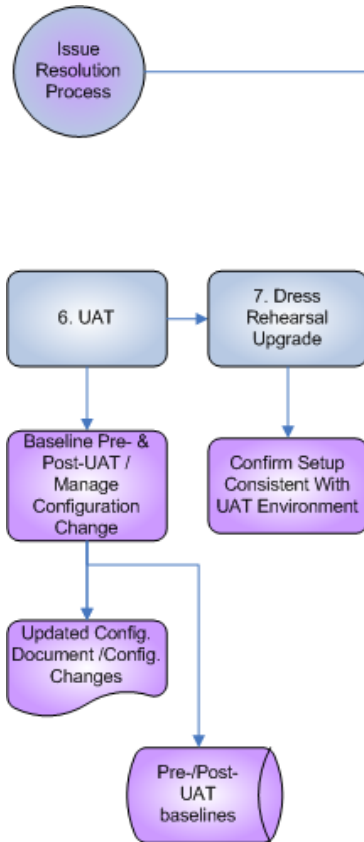 Issue
Resolution
Process
6. UAT
7. Dress
Rehearsal
Upgrade
Baseline Pre- &
Post-UAT /
Manage
Configuration
Change
Confirm Setup
Consistent With
UAT Environment
Updated Config.
Document /Config.
Changes
Pre-/Post-
UAT
baselines